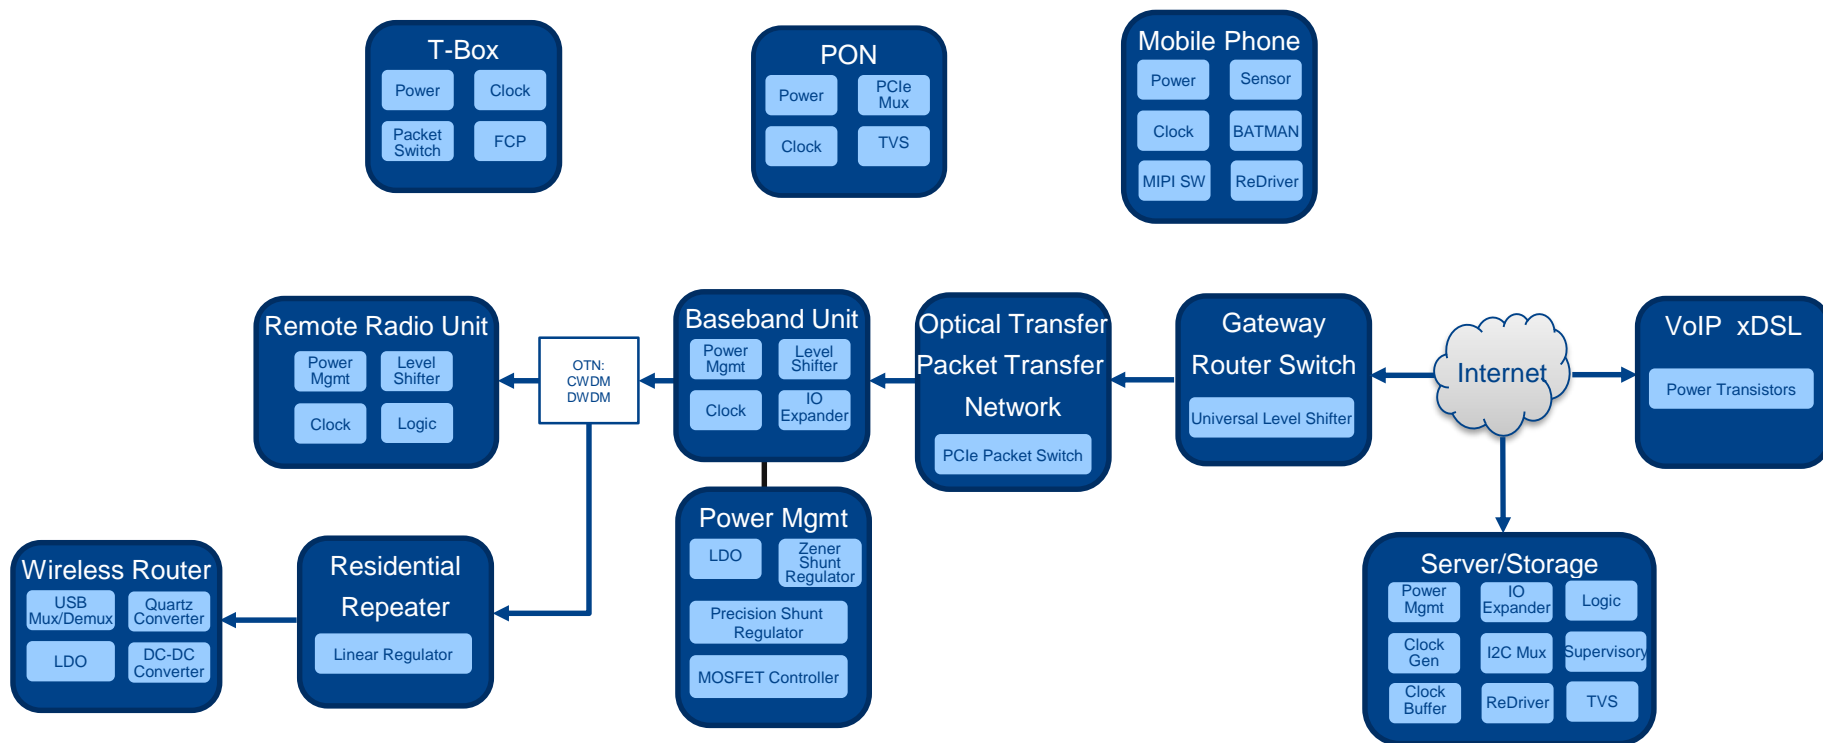 T-Box
Power
Clock
Packet
Switch
FCP
PON
Power
PCIe
Mux
Clock
TVS
Mobile Phone
Power
Sensor
Clock
BATMAN
MIPI SW
ReDriver
Remote Radio Unit
Power
Mgmt
Level
Shifter
Clock
Logic
OTN:
CWDM
DWDM
Baseband Unit
Power
Mgmt
Level
Shifter
Clock
IO
Expander
Optical Transfer
Packet Transfer
Network
PCIe Packet Switch
Gateway
Router Switch
Universal Level Shifter
Internet
VoIP xDSL
Power Transistors
Wireless Router
USB
Mux/Demux
Quartz
Converter
LDO
DC-DC
Converter
Residential
Repeater
Linear Regulator
Power Mgmt
LDO
Zener
Shunt
Regulator
Precision Shunt
Regulator
MOSFET Controller
Server/Storage
Power
Mgmt
IO
Expander
Logic
Clock
Gen
I2C Mux
Supervisory
Clock
Buffer
ReDriver
TVS